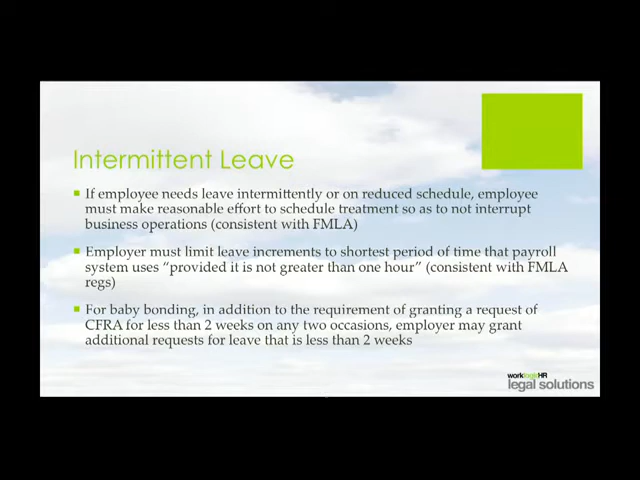 Intermittent Leave
If employee needs leave intermittently or on reduced schedule, employee
must make reasonable effort to schedule treatment so as to not interrupt
business operations (consistent with FMLA)
Employer must limit leave increments to shortest period of time that payroll
system uses “provided it is not greater than one hour” (consistent with FMLA
regs)
For baby bonding, in addition to the requirement of granting a request of
CFRA for less than 2 weeks on any two occasions, employer may grant
additional requests for leave that is less than 2 weeks
worklogicHR
legal solutions